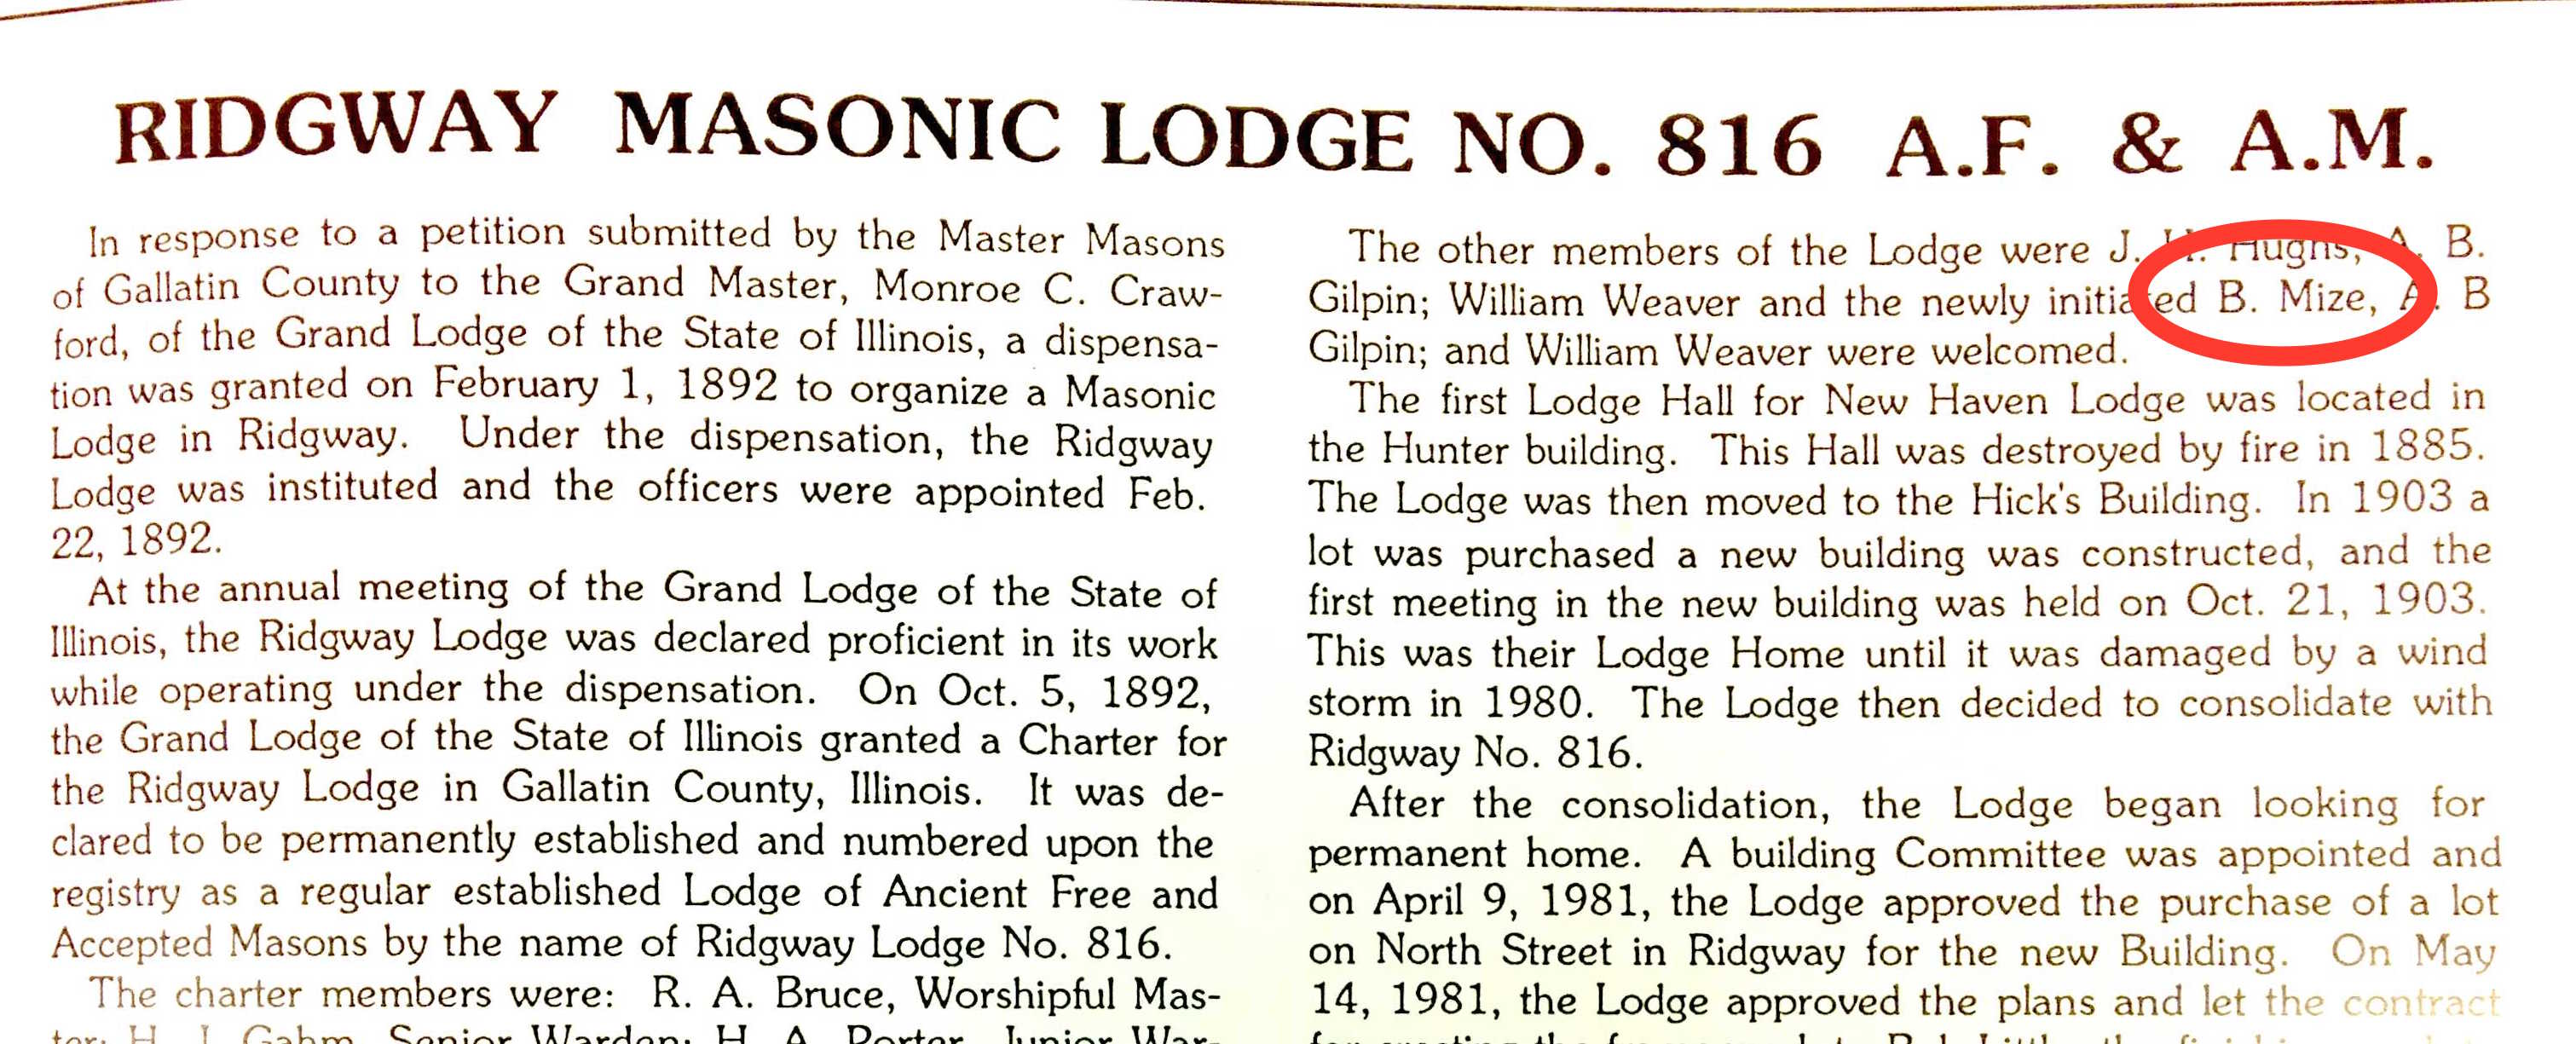 RIDGWAY MASONIC LODGE NO. 816 A.F. & A.M.
In response to a petition submitted by the Master Masons
of Gallatin County to the Grand Master, Monroe C. Craw-
ford, of the Grand Lodge of the State of Illinois, a dispensa-
tion was granted on February 1, 1892 to organize a Masonic
Lodge in Ridgway. Under the dispensation, the Ridgway
Lodge was instituted and the officers were appointed Feb.
22, 1892.
At the annual meeting of the Grand Lodge of the State of
Illinois, the Ridgway Lodge was declared proficient in its work
while operating under the dispensation. On Oct. 5, 1892,
the Grand Lodge of the State of Illinois granted a Charter for
the Ridgway Lodge in Gallatin County, Illinois. It was de-
clared to be permanently established and numbered upon the
registry as a regular established Lodge of Ancient Free and
Accepted Masons by the name of Ridgway Lodge No. 816.
The charter members were: R. A. Bruce, Worshipful Mas-
ter; H. J. Gahm, Senior Warden; H. A. Porter, Junior War-
The other members of the Lodge were J. Hughs, A. B.
Gilpin; William Weaver and the newly initiated B. Mize, A. B
Gilpin; and William Weaver were welcomed.
The first Lodge Hall for New Haven Lodge was located in
the Hunter building. This Hall was destroyed by fire in 1885.
The Lodge was then moved to the Hick's Building. In 1903 a
lot was purchased a new building was constructed, and the
first meeting in the new building was held on Oct. 21, 1903.
This was their Lodge Home until it was damaged by a wind
storm in 1980. The Lodge then decided to consolidate with
Ridgway No. 816.
After the consolidation, the Lodge began looking for
permanent home. A building Committee was appointed and
on April 9, 1981, the Lodge approved the purchase of a lot
on North Street in Ridgway for the new Building. On May
14, 1981, the Lodge approved the plans and let the contract